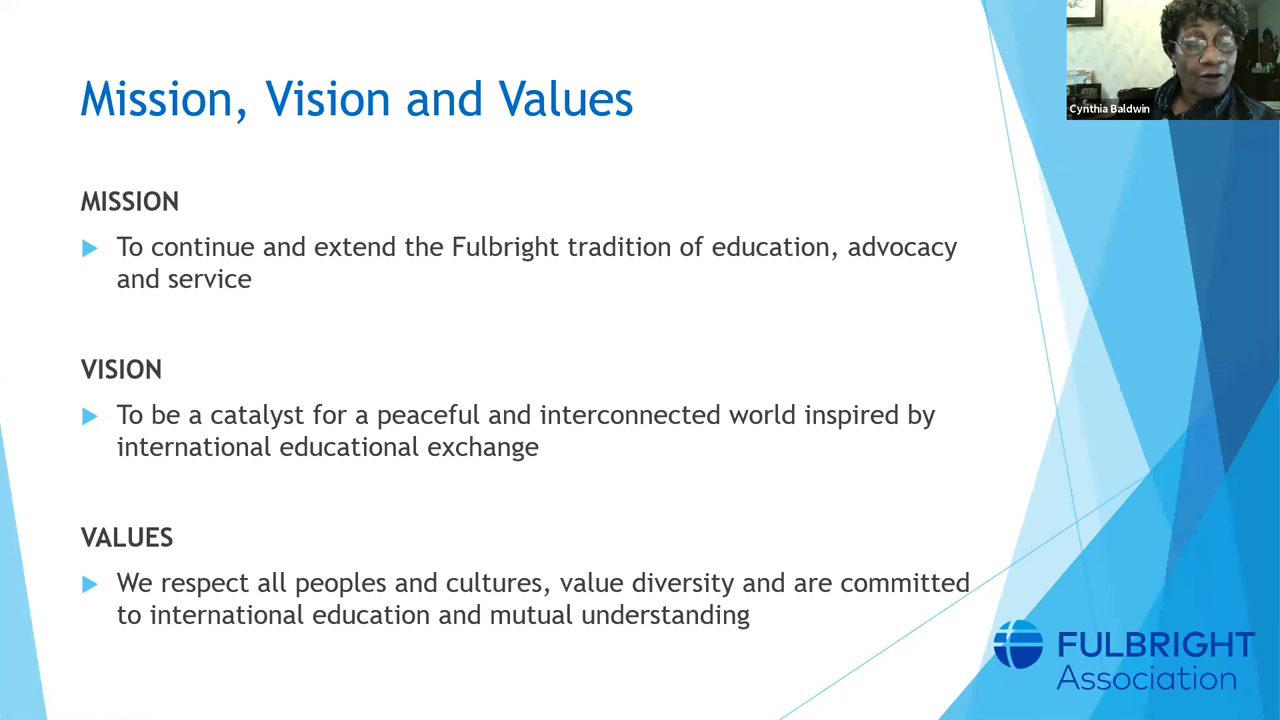 Mission, Vision and Values
Cynthia Baldwin
MISSION
To continue and extend the Fulbright tradition of education, advocacy
and service
VISION
To be a catalyst for a peaceful and interconnected world inspired by
international educational exchange
VALUES
We respect all peoples and cultures, value diversity and are committed
to international education and mutual understanding
FULBRIGHT
Association